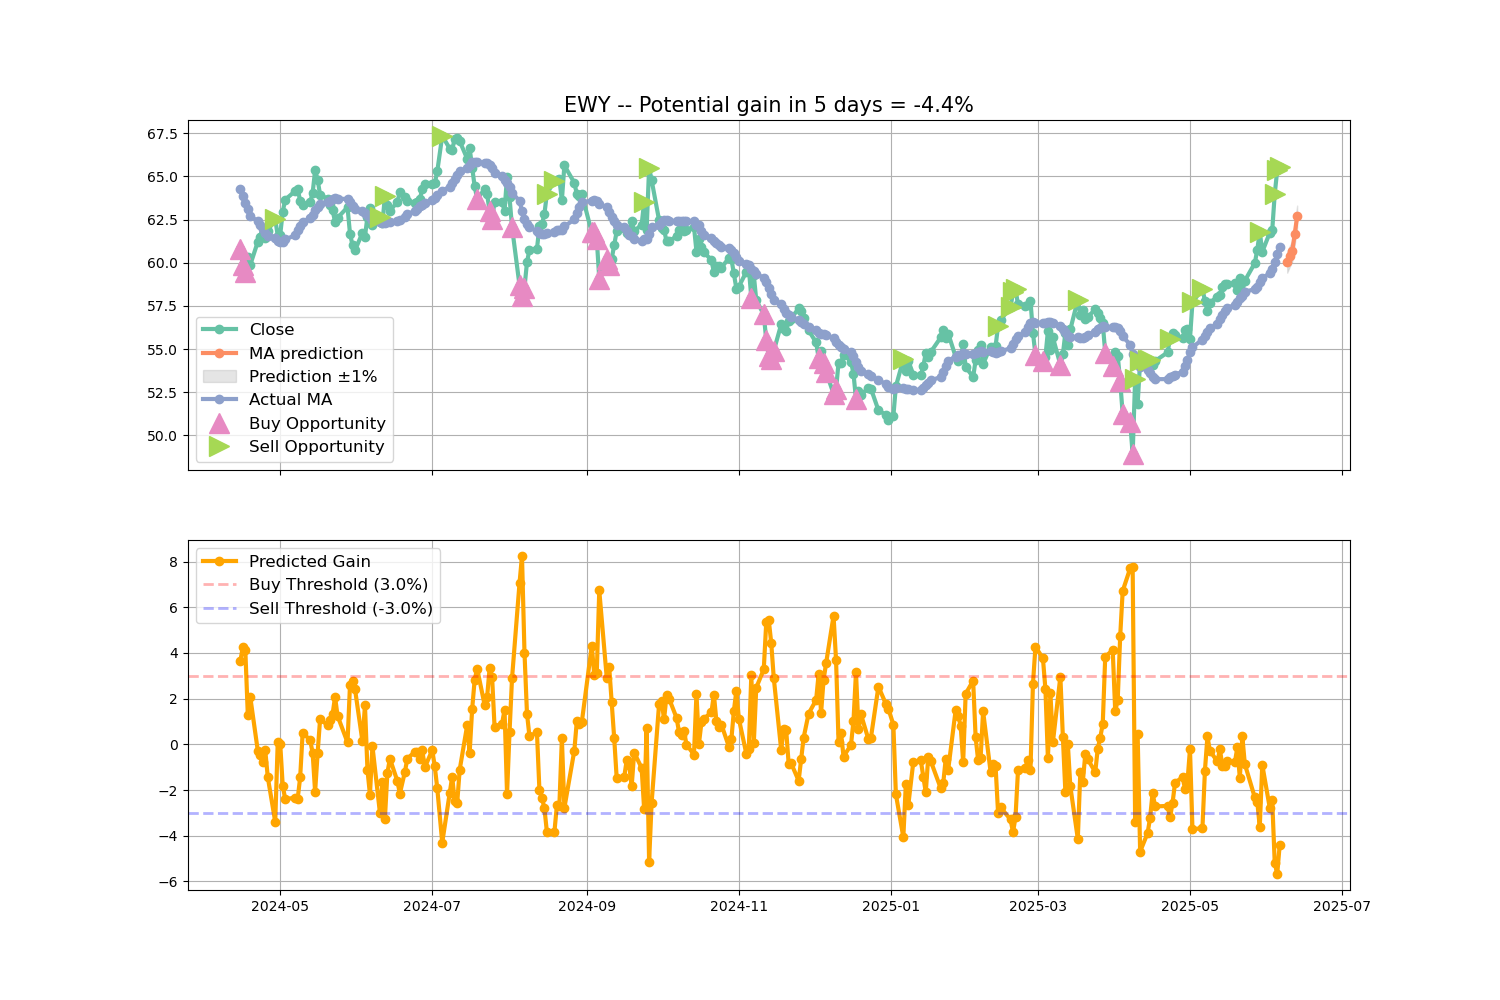 EWY -- Potential gain in 5 days = -4.4%
67.5
65.0
62.5
60.0
57.5
55.0
52.5
50.0
Close
MA prediction
Prediction ±1%
Actual MA
Buy Opportunity
Sell Opportunity
8
6
4
2
0
−2
−4
−6
Predicted Gain
Buy Threshold (3.0%)
Sell Threshold (-3.0%)
2024-05 2024-07 2024-09 2024-11 2025-01 2025-03 2025-05 2025-07